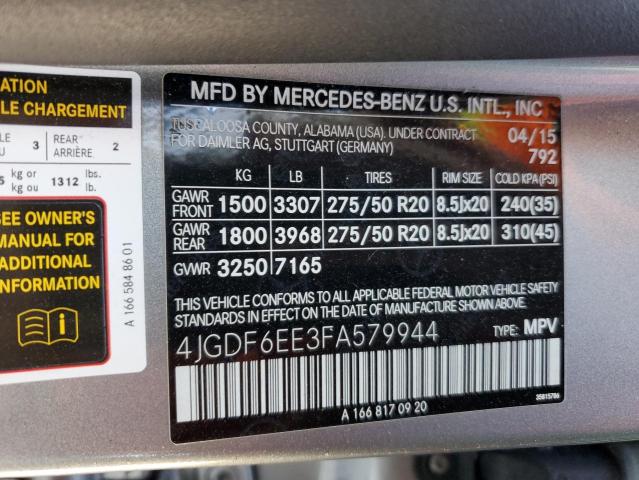 ATION
LE CHARGEMENT
LE 3 REAR 2
U ARRIÈRE
5 kg or 1312 lbs.
kg ou lb.
SEE OWNER'S
MANUAL FOR
ADDITIONAL
INFORMATION
A 166 584 86 01
MFD BY MERCEDES-BENZ U.S. INTL., INC
TUSCALOOSA COUNTY, ALABAMA (USA). UNDER CONTRACT 04/15
FOR DAIMLER AG, STUTTGART (GERMANY) 792
KG LB TIRES RIM SIZE COLD KPA(PSI)
GAWR FRONT 1500 3307 275/50 R20 8.5Jx20 240(35)
GAWR REAR 1800 3968 275/50 R20 8.5Jx20 310(45)
GVWR 3250 7165
THIS VEHICLE CONFORMS TO ALL APPLICABLE FEDERAL MOTOR VEHICLE SAFETY
STANDARDS IN EFFECT ON THE DATE OF MANUFACTURE SHOWN ABOVE.
4JGDF6EE3FA579944 TYPE: MPV
A 166 817 09 20
35815786